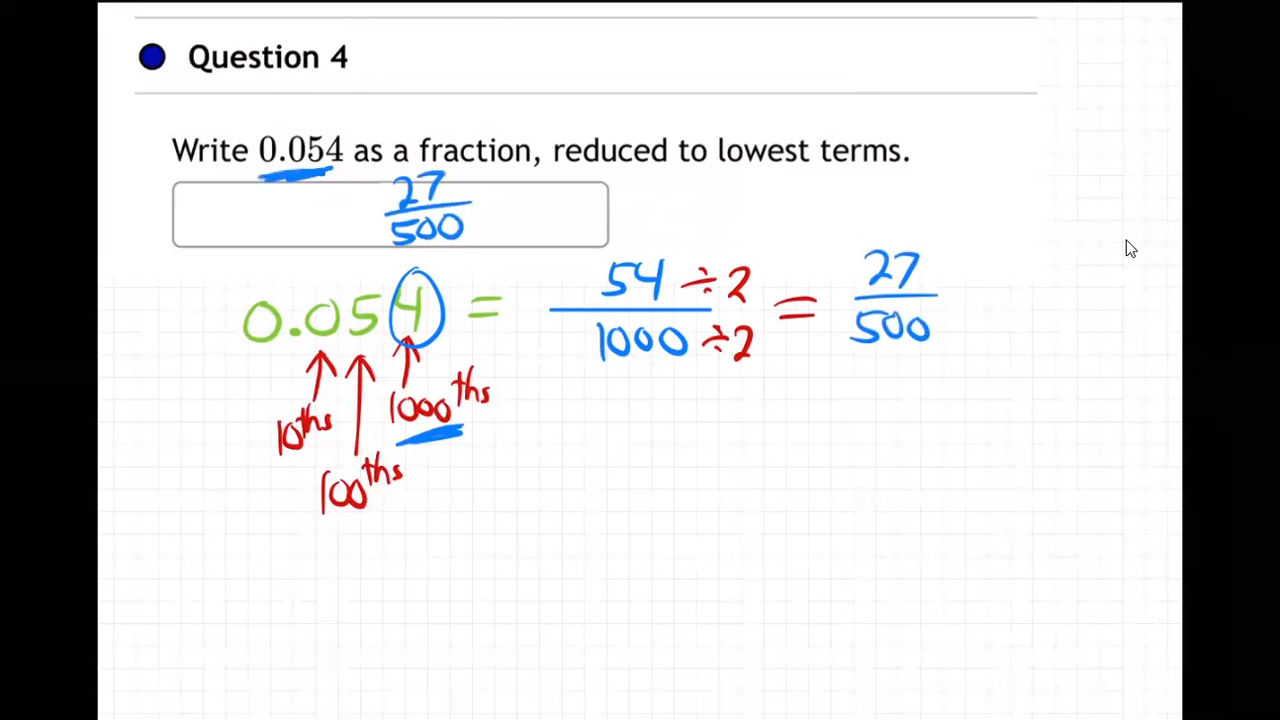 Question 4
Write 0.054 as a fraction, reduced to lowest terms.
27
500
0.054 = 54 ÷2 = 27
1000 ÷2 500
10ths
100ths
1000ths